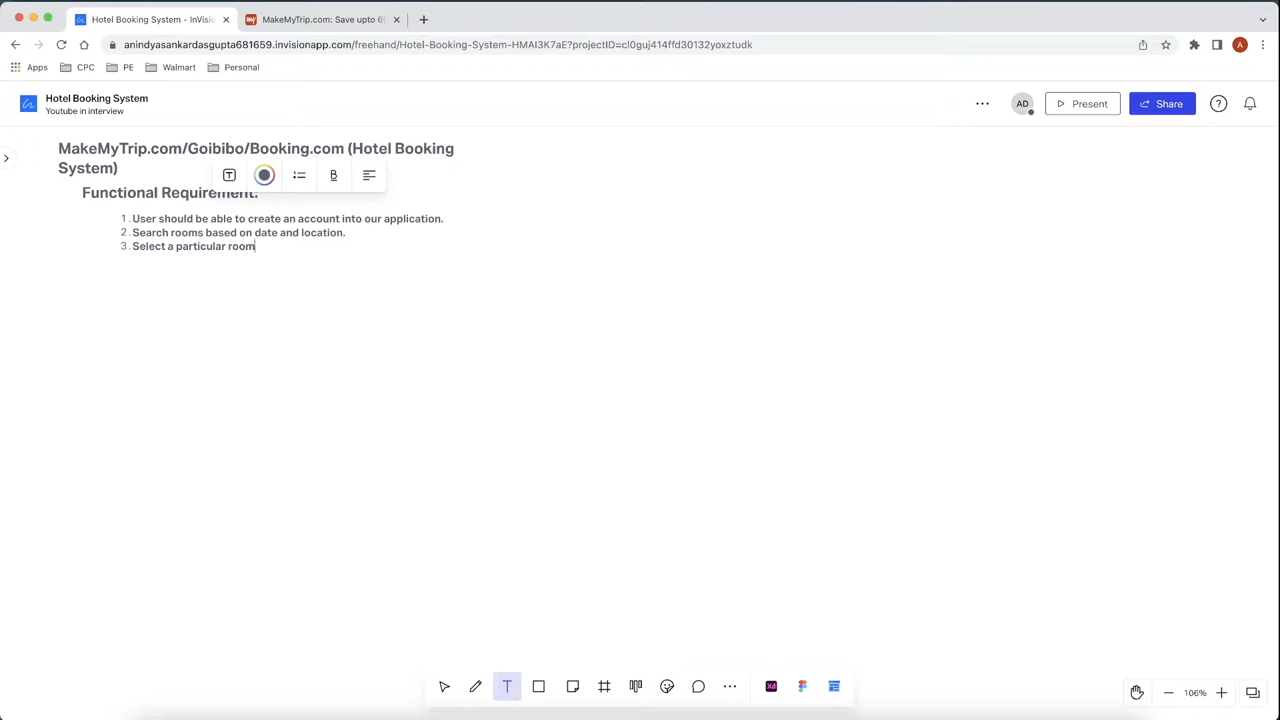 Hotel Booking System - InVisio
MakeMyTrip.com: Save upto 60
anindyasankardasgupta681659.invisionapp.com/freehand/Hotel-Booking-System-HMAI3K7aE?projectID=cl0guj414ffd30132yoxztudk
A
Apps
CPC
PE
Walmart
Personal
Hotel Booking System
Youtube in interview
AD
Present
Share
MakeMyTrip.com/Goibibo/Booking.com (Hotel Booking
System)
Functional Requirement:
1. User should be able to create an account into our application.
2. Search rooms based on date and location.
3. Select a particular room
Xd
106%